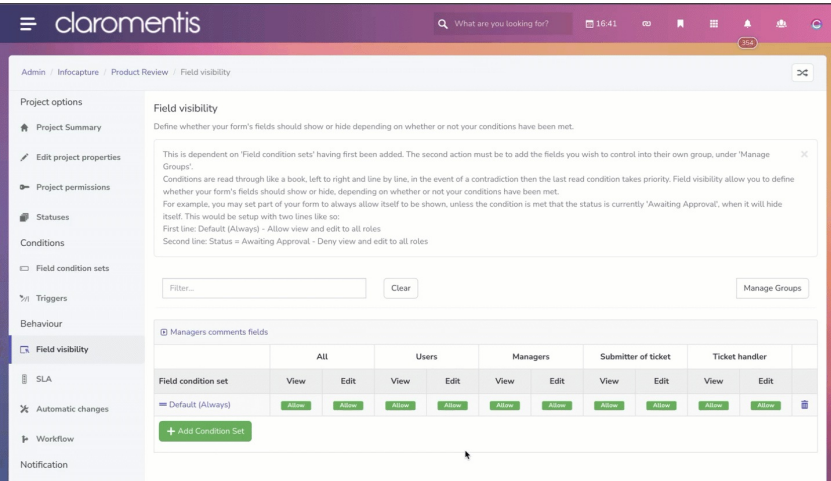 claromentis
What are you looking for?
16:41
354
Admin / Infocapture / Product Review / Field visibility
Project options
Project Summary
Edit project properties
Project permissions
Statuses
Conditions
Field condition sets
Triggers
Behaviour
Field visibility
SLA
Automatic changes
Workflow
Notification
Field visibility
Define whether your form's fields should show or hide depending on whether or not your conditions have been met.
This is dependent on 'Field condition sets' having first been added. The second action must be to add the fields you wish to control into their own group, under 'Manage
Groups'.
Conditions are read through like a book, left to right and line by line, in the event of a contradiction then the last read condition takes priority. Field visibility allow you to define
whether your form's fields should show or hide, depending on whether or not your conditions have been met.
For example, you may set part of your form to always allow itself to be shown, unless the condition is met that the status is currently 'Awaiting Approval', when it will hide
itself. This would be setup with two lines like so:
First line: Default (Always) - Allow view and edit to all roles
Second line: Status = Awaiting Approval - Deny view and edit to all roles
Filter...
Clear
Manage Groups
Managers comments fields
All Users Managers Submitter of ticket Ticket handler
Field condition set View Edit View Edit View Edit View Edit View Edit
Default (Always) Allow Allow Allow Allow Allow Allow Allow Allow Allow Allow
+ Add Condition Set